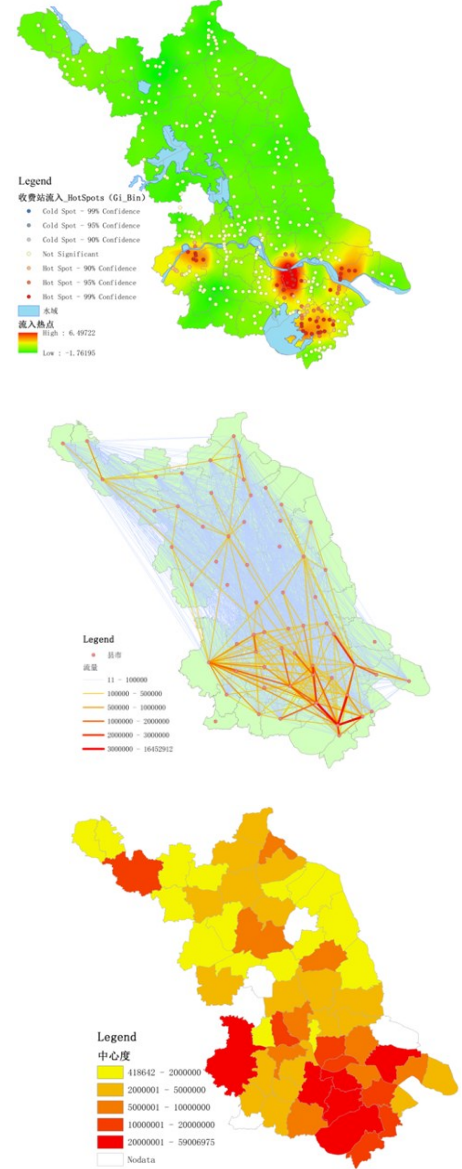 Legend
收费站流入_HotSpots (Gi_Bin)
Cold Spot - 99% Confidence
Cold Spot - 95% Confidence
Cold Spot - 90% Confidence
Not Significant
Hot Spot - 90% Confidence
Hot Spot - 95% Confidence
Hot Spot - 99% Confidence
水域
流入热点
High : 6.49722
Low : -1.76195
Legend
县市
流量
11 - 100000
100000 - 500000
500000 - 1000000
1000000 - 2000000
2000000 - 3000000
3000000 - 16452912
Legend
中心度
418642 - 2000000
2000001 - 5000000
5000001 - 10000000
10000001 - 20000000
20000001 - 59006975
Nodata